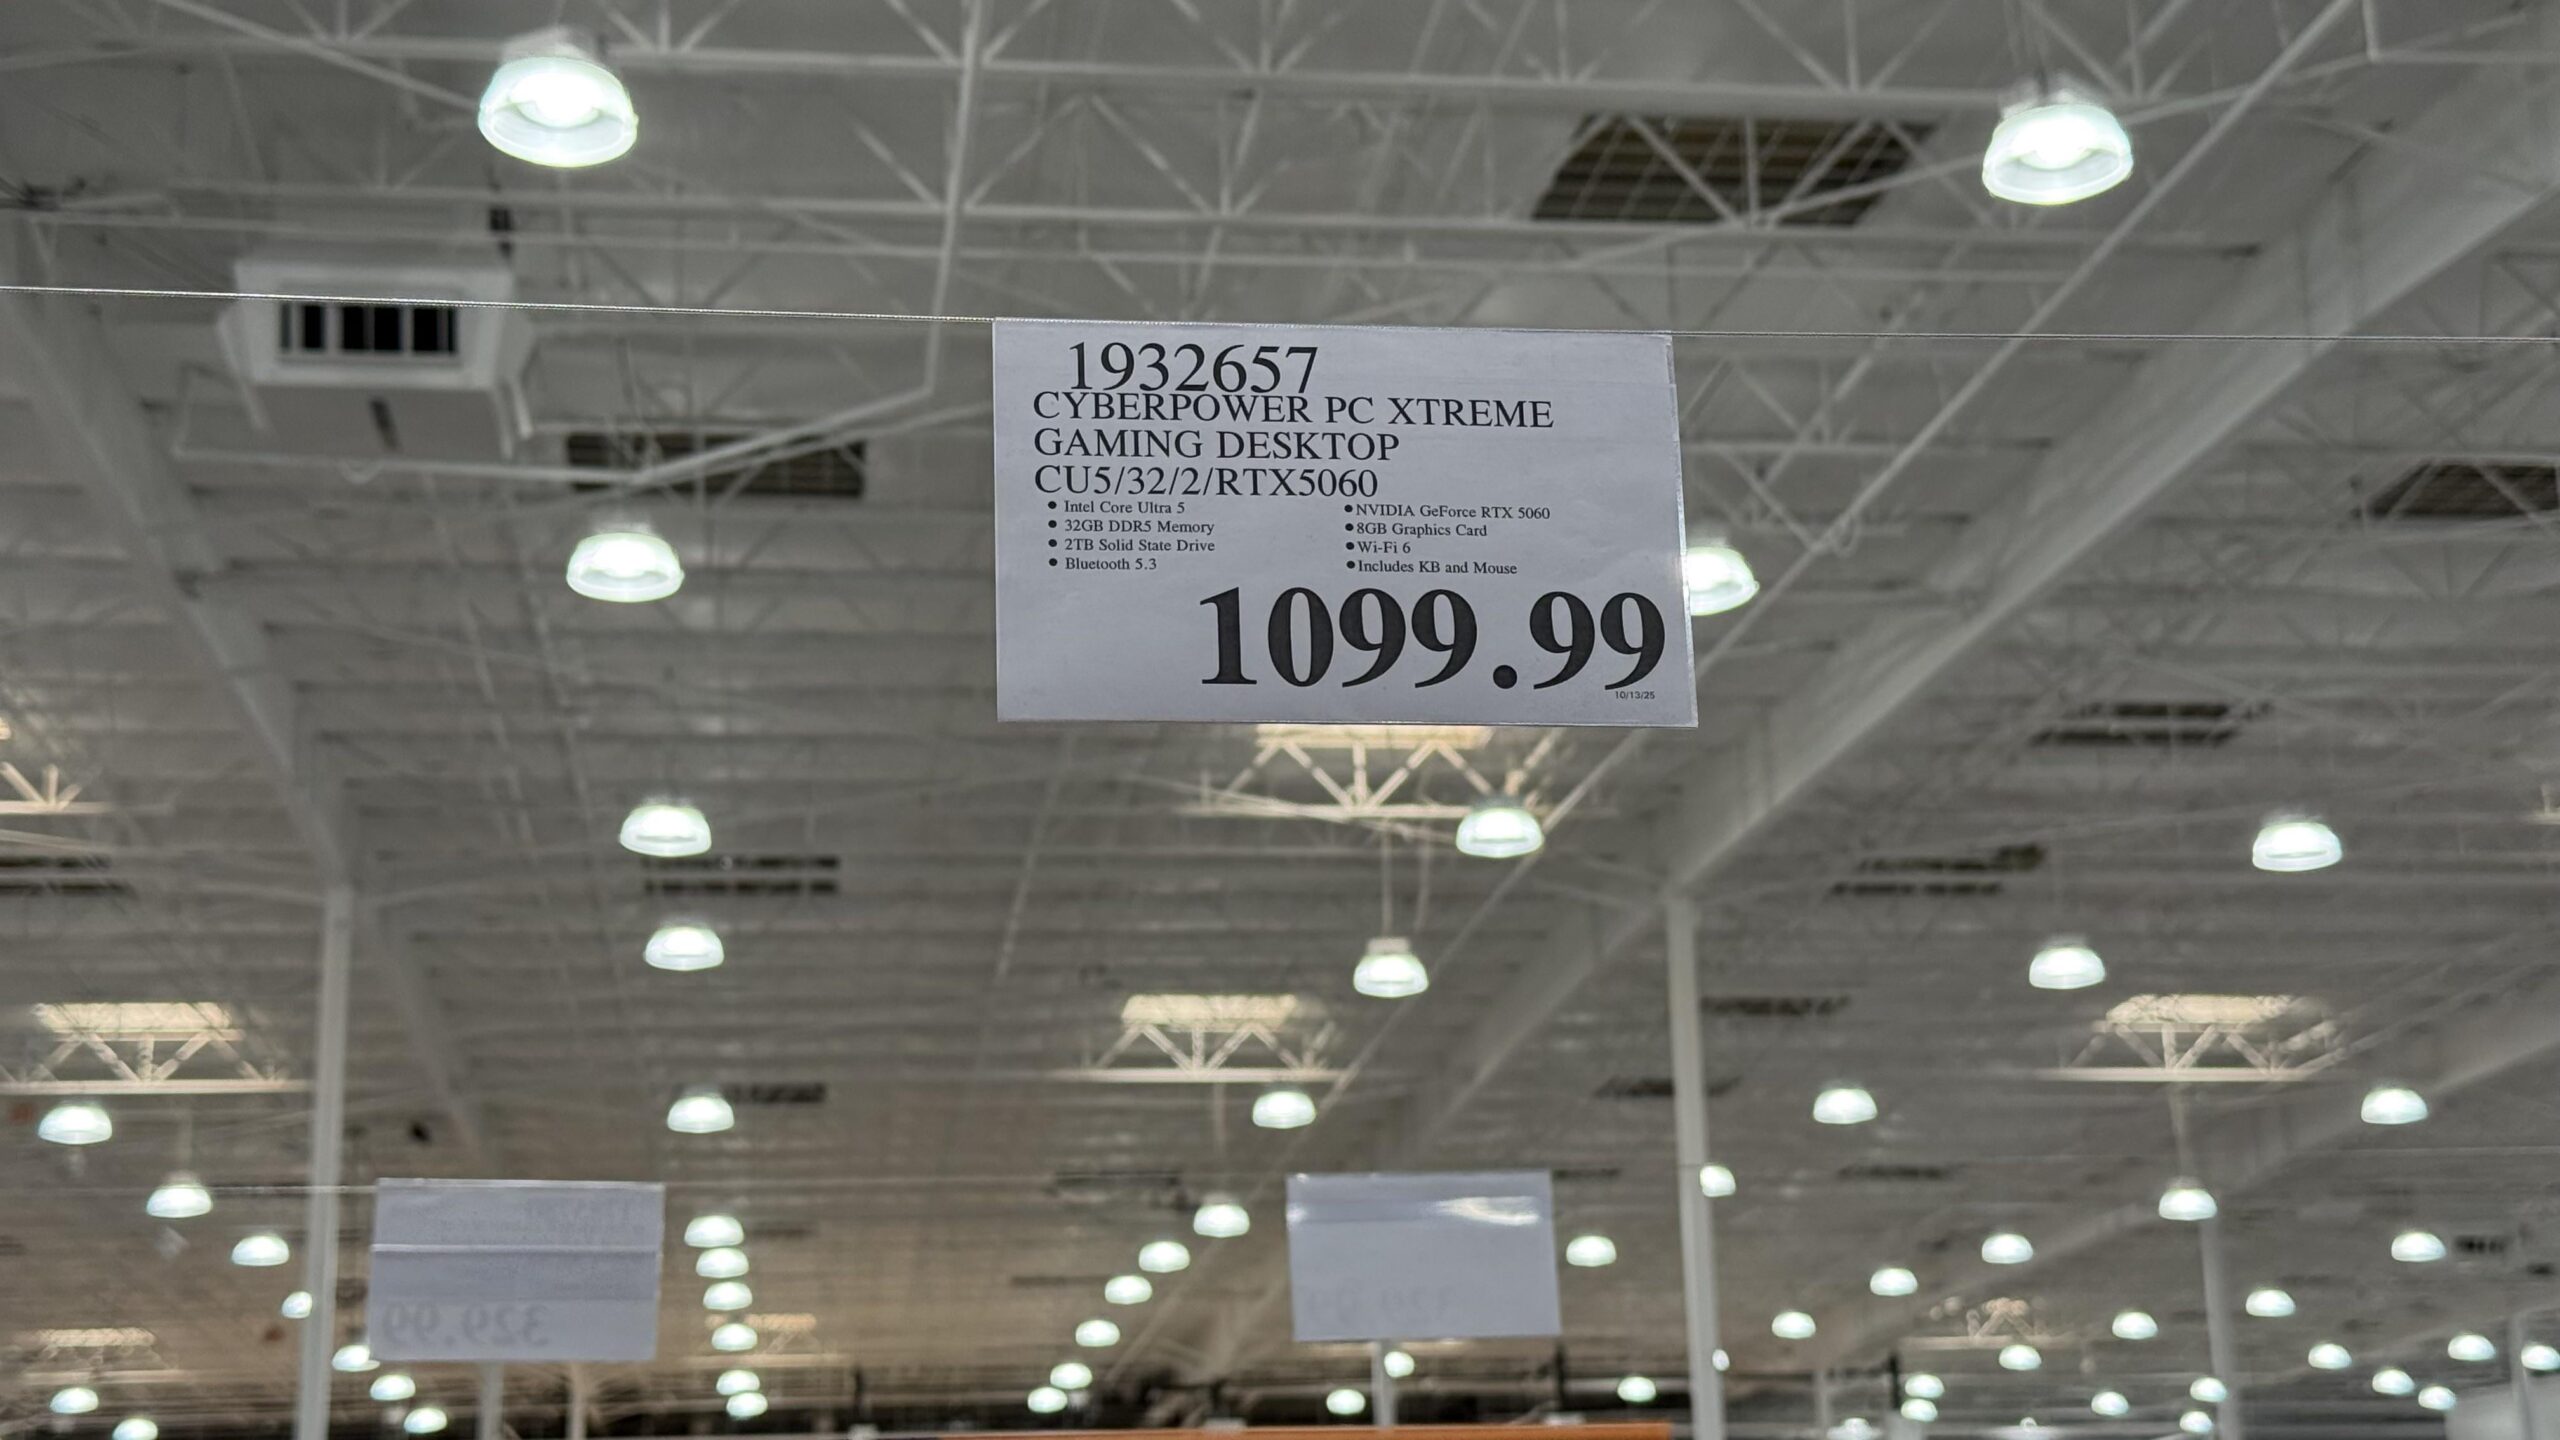 1932657
CYBERPOWER PC XTREME
GAMING DESKTOP
CU5/32/2/RTX5060
• Intel Core Ultra 5
• 32GB DDR5 Memory
• 2TB Solid State Drive
• Bluetooth 5.3
• NVIDIA GeForce RTX 5060
• 8GB Graphics Card
• Wi-Fi 6
• Includes KB and Mouse
1099.99
10/13/25
329.99